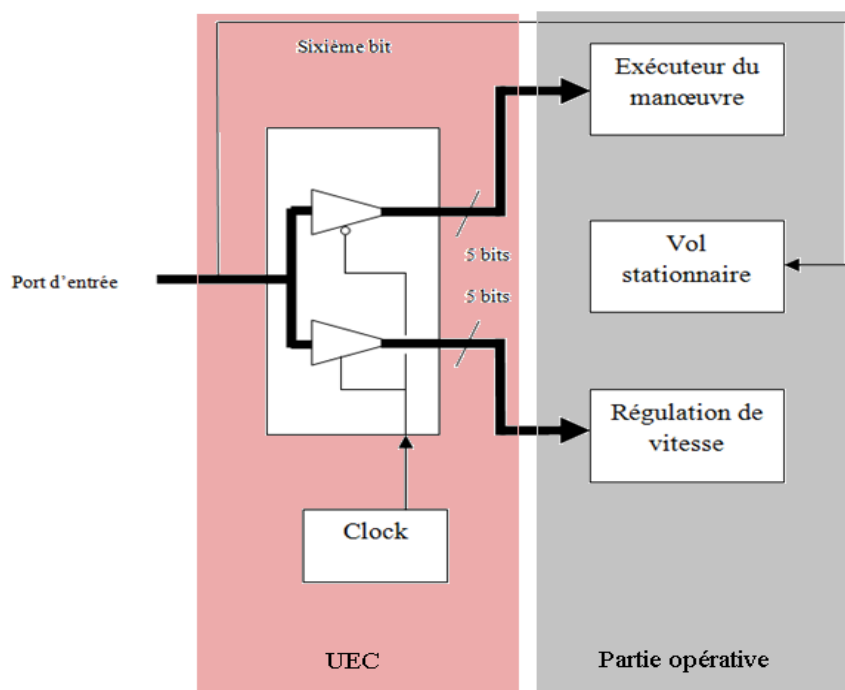 Sixième bit
Exécuteur du
manœuvre
5 bits
Vol
stationnaire
Port d'entrée
5 bits
Régulation de
vitesse
Clock
UEC
Partie opérative